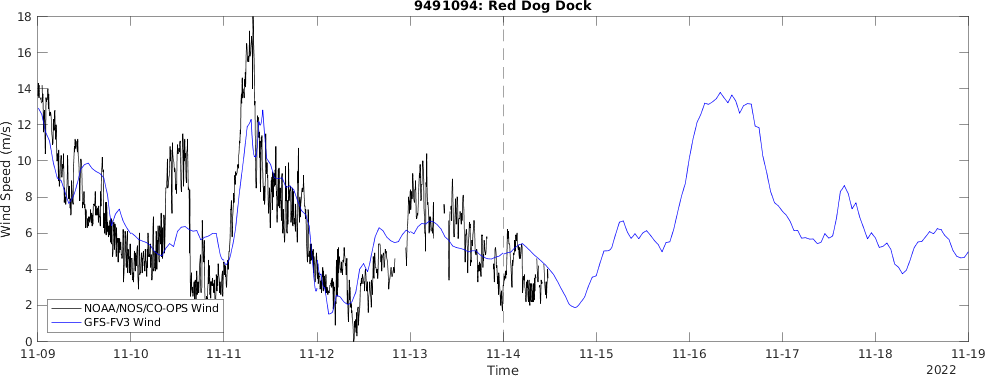 9491094: Red Dog Dock
Wind Speed (m/s)
18
16
14
12
10
8
6
4
2
0
NOAA/NOS/CO-OPS Wind
GFS-FV3 Wind
11-09 11-10 11-11 11-12 11-13 11-14 11-15 11-16 11-17 11-18 11-19
Time
2022